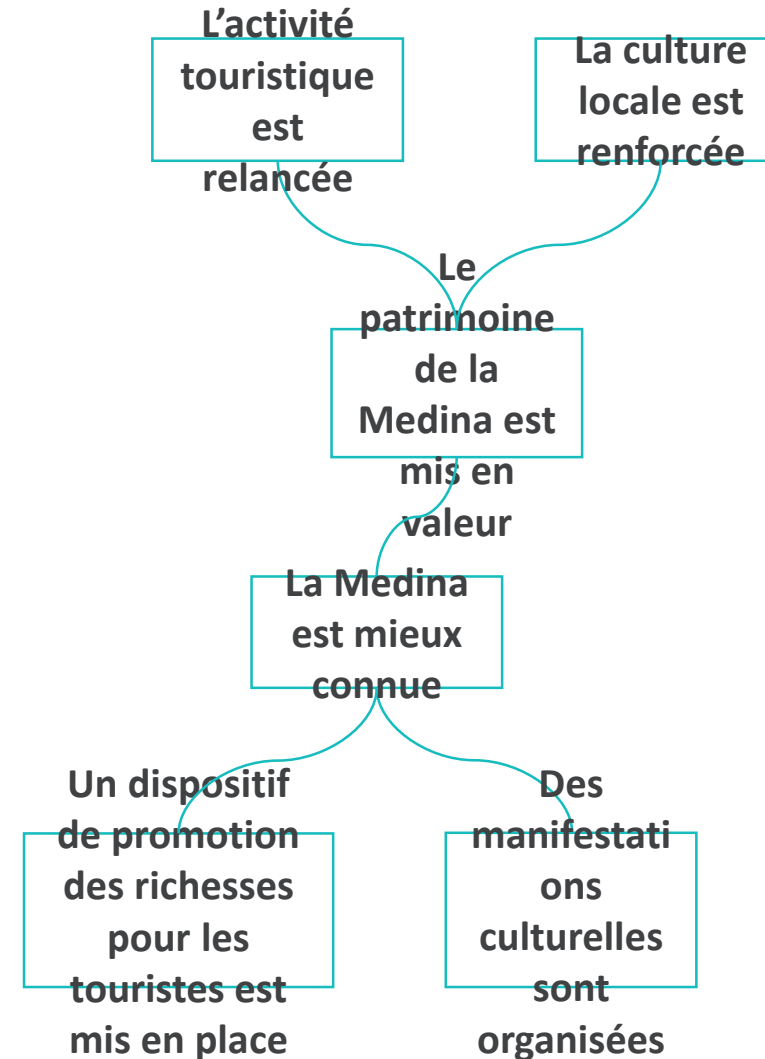 L’activité
touristique
est
relancée
La culture
locale est
renforcée
Le
patrimoine
de la
Medina est
mis en
valeur
La Medina
est mieux
connue
Un dispositif
de promotion
des richesses
pour les
touristes est
mis en place
Des
manifestati
ons
culturelles
sont
organisées